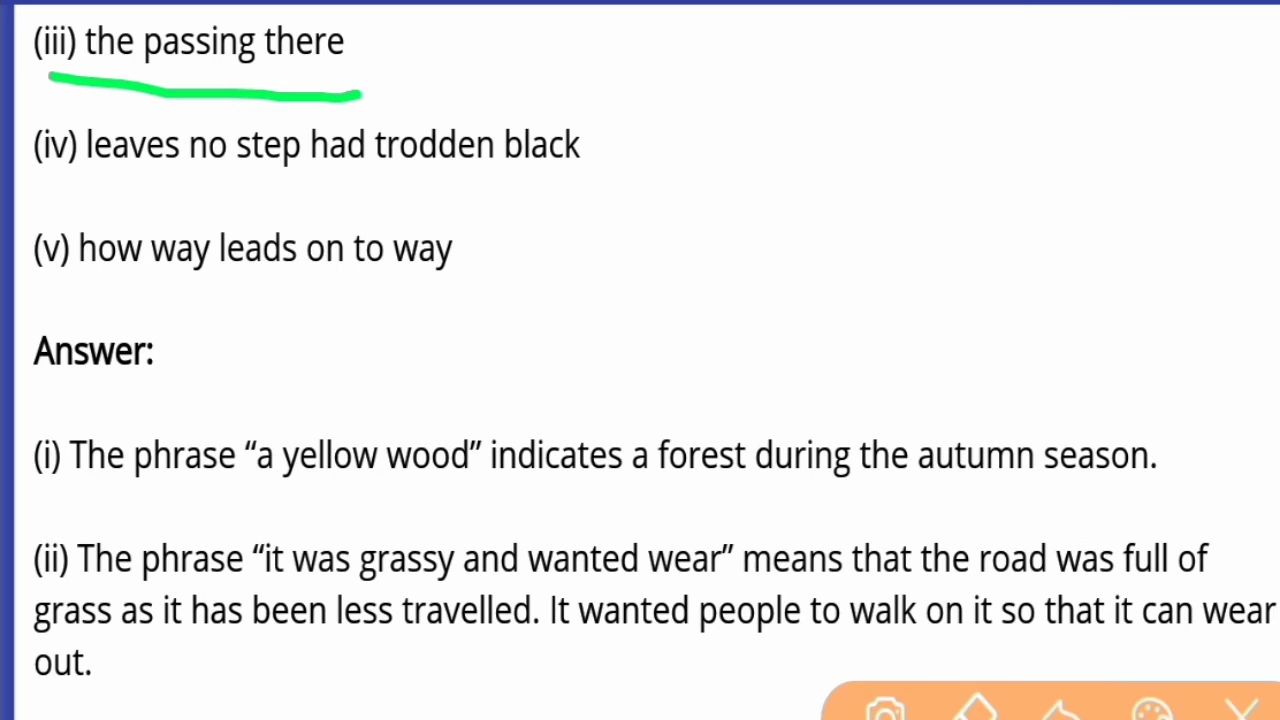 (iii) the passing there
(iv) leaves no step had trodden black
(v) how way leads on to way
Answer:
(i) The phrase “a yellow wood” indicates a forest during the autumn season.
(ii) The phrase “it was grassy and wanted wear” means that the road was full of
grass as it has been less travelled. It wanted people to walk on it so that it can wear
out.